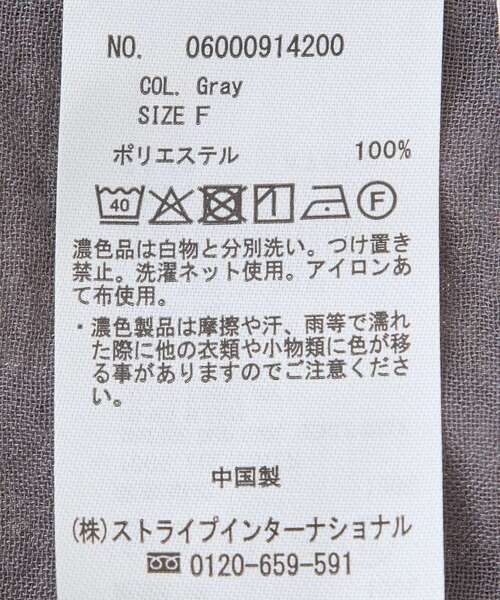 NO. 06000914200
COL. Gray
SIZE F
ポリエステル 100%
40 F
濃色品は白物と分別洗い。つけ置き
禁止。洗濯ネット使用。アイロンあ
て布使用。
・濃色製品は摩擦や汗、雨等で濡れ
た際に他の衣類や小物類に色が移
る事がありますのでご注意くださ
い。
中国製
(株)ストライプインターナショナル
0120-659-591